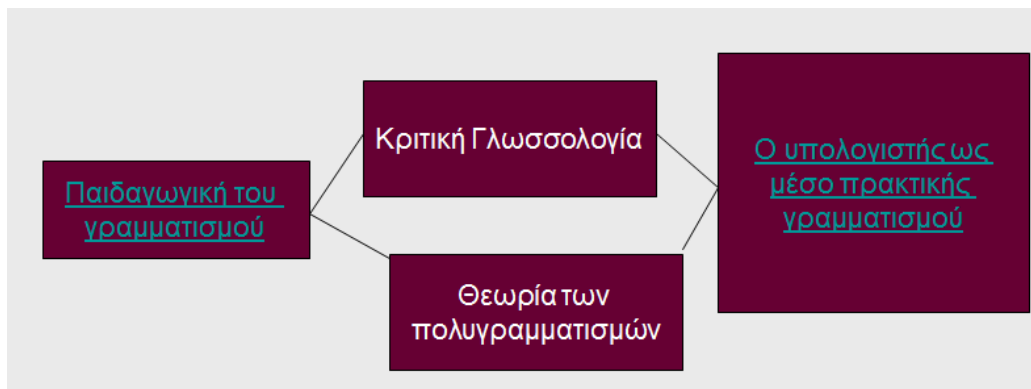 Παιδαγωγική του
γραμματισμού
Κριτική Γλωσσολογία
Θεωρία των
πολυγραμματισμών
Ο υπολογιστής ως
μέσο πρακτικής
γραμματισμού